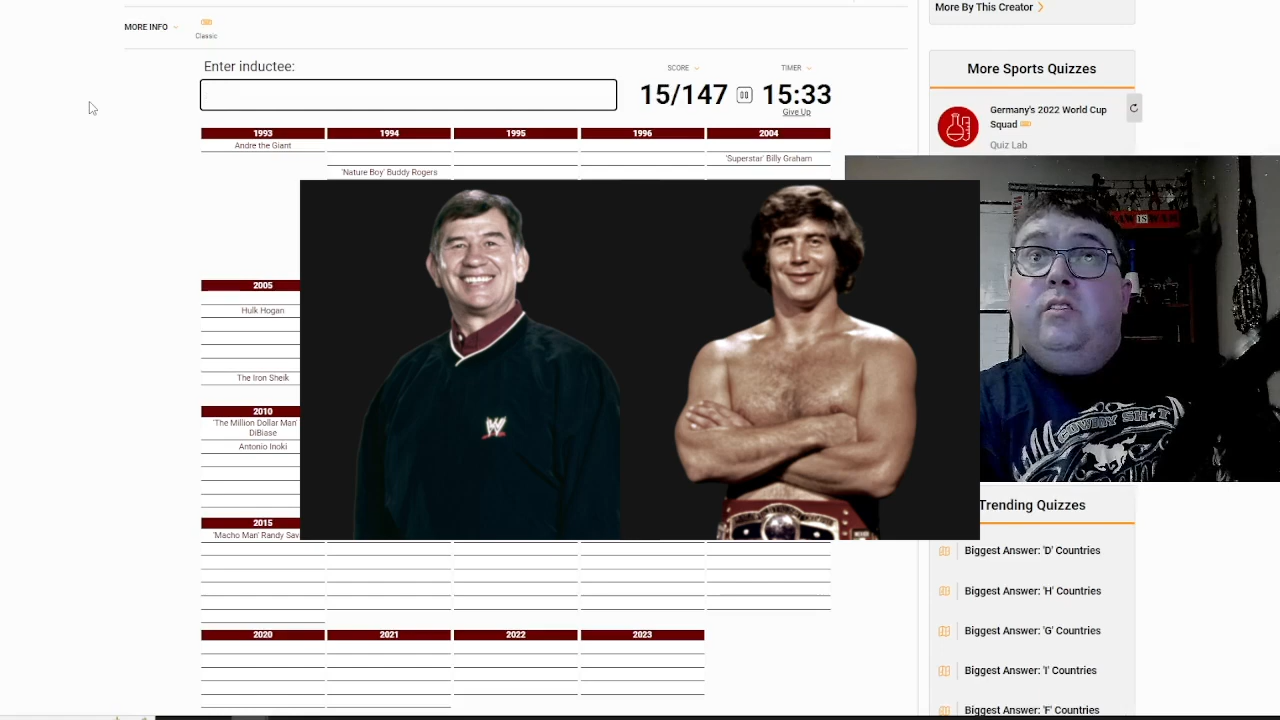 More By This Creator
MORE INFO
Classic
Enter inductee:
SCORE
TIMER
15/147
15:33
Give Up
More Sports Quizzes
Germany's 2022 World Cup
Squad
Quiz Lab
1993
1994
1995
1996
2004
Andre the Giant
'Superstar' Billy Graham
'Nature Boy' Buddy Rogers
IS
2005
Hulk Hogan
The Iron Sheik
2010
'The Million Dollar Man'
DiBiase
Antonio Inoki
W
COWBOY SH*T
2015
'Macho Man' Randy Sav
Trending Quizzes
Biggest Answer: 'D' Countries
Biggest Answer: 'H' Countries
Biggest Answer: 'G' Countries
Biggest Answer: 'I' Countries
Biggest Answer: 'F' Countries
2020
2021
2022
2023